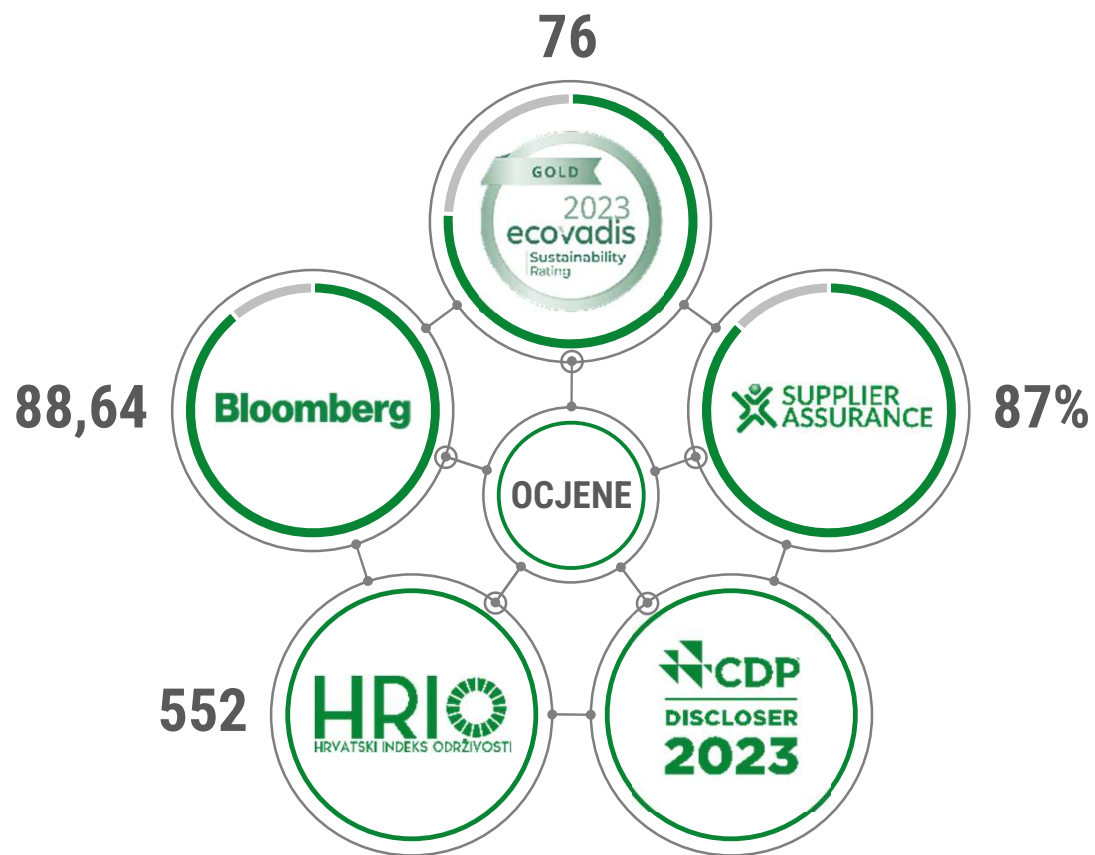 76
GOLD
2023
ecovadis
Sustainability
Rating
88,64
Bloomberg
SUPPLIER
ASSURANCE
87%
OCJENE
552
HRIO
HRVATSKI INDEKS ODRŽIVOSTI
CDP
DISCLOSER
2023